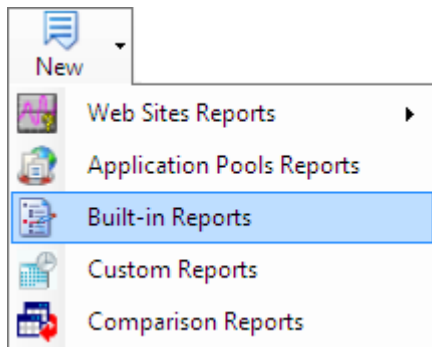 New
Web Sites Reports
Application Pools Reports
Built-in Reports
Custom Reports
Comparison Reports